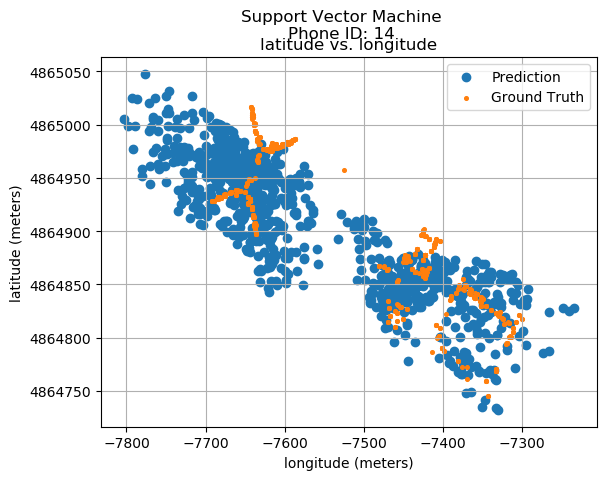 Support Vector Machine
Phone ID: 14
latitude vs. longitude
Prediction
Ground Truth
4865050
4865000
4864950
4864900
4864850
4864800
4864750
latitude (meters)
−7800 −7700 −7600 −7500 −7400 −7300
longitude (meters)